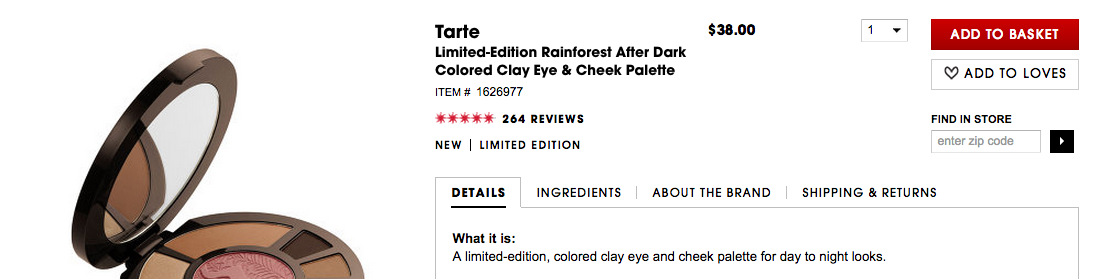 Tarte
$38.00
1
ADD TO BASKET
Limited-Edition Rainforest After Dark
Colored Clay Eye & Cheek Palette
ADD TO LOVES
ITEM # 1626977
264 REVIEWS
FIND IN STORE
enter zip code
NEW | LIMITED EDITION
DETAILS
INGREDIENTS
ABOUT THE BRAND
SHIPPING & RETURNS
What it is:
A limited-edition, colored clay eye and cheek palette for day to night looks.